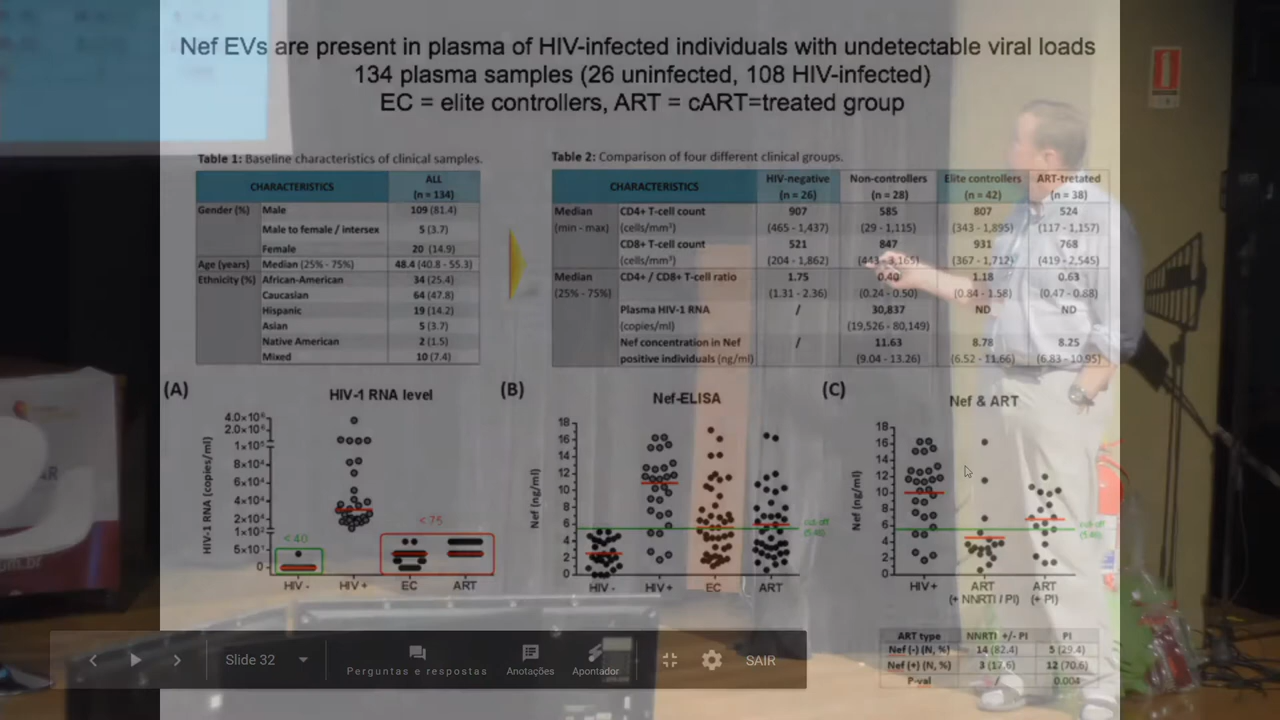 Nef EVs are present in plasma of HIV-infected individuals with undetectable viral loads
134 plasma samples (26 uninfected, 108 HIV-infected)
EC = elite controllers, ART = cART=treated group
Table 1: Baseline characteristics of clinical samples.
CHARACTERISTICS ALL (n = 134)
Gender (%) Male 109 (81.4)
Male to female / intersex 5 (3.7)
Female 20 (14.9)
Age (years) Median (25% - 75%) 48.4 (40.8 - 55.3)
Ethnicity (%) African-American 34 (25.4)
Caucasian 64 (47.8)
Hispanic 19 (14.2)
Asian 5 (3.7)
Native American 2 (1.5)
Mixed 10 (7.4)
Table 2: Comparison of four different clinical groups.
CHARACTERISTICS HIV-negative (n = 26) Non-controllers (n = 28) Elite controllers (n = 42) ART-tretated (n = 38)
Median CD4+ T-cell count 907 585 807 524
(min - max) (cells/mm³) (465 - 1,437) (29 - 1,115) (343 - 1,895) (117 - 1,157)
CD8+ T-cell count 521 847 931 768
(cells/mm³) (204 - 1,862) (443 - 3,165) (367 - 1,712) (419 - 2,545)
Median CD4+ / CD8+ T-cell ratio 1.75 0.40 1.18 0.63
(25% - 75%) (1.31 - 2.36) (0.24 - 0.50) (0.84 - 1.58) (0.47 - 0.88)
Plasma HIV-1 RNA / 30,837 ND ND
(copies/ml) (19,526 - 80,149)
Nef concentration in Nef / 11.63 8.78 8.25
positive individuals (ng/ml) (9.04 - 13.26) (6.52 - 11.66) (6.83 - 10.95)
(A)
HIV-1 RNA level
HIV-1 RNA (copies/ml)
4.0×10⁶
2.0×10⁶
1×10⁵
8×10⁴
6×10⁴
4×10⁴
2×10⁴
1×10²
5×10¹
0
<40
<75
HIV - HIV+ EC ART
(B)
Nef-ELISA
Nef (ng/ml)
18
16
14
12
10
8
6
4
2
0
cut-off
HIV - HIV+ EC ART
(C)
Nef & ART
Nef (ng/ml)
18
16
14
12
10
8
6
4
2
0
cut-off
HIV+ ART ART
(+ NNRTI / PI) (+ PI)
ART type NNRTI +/- PI PI
Nef (-) (N, %) 14 (82.4) 5 (29.4)
Nef (+) (N, %) 3 (17.6) 12 (70.6)
P-val / 0.004
Slide 32
Perguntas e respostas
Anotações
Apontador
SAIR
AR
m.br